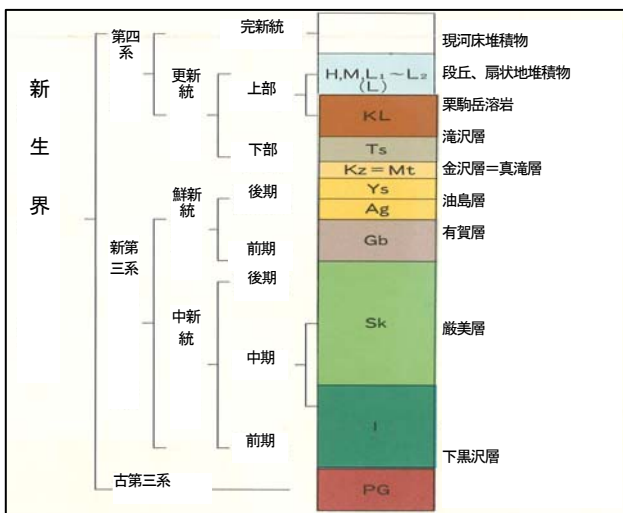 新
生
界
第四
系
完新統
更新統
上部
下部
新第
三系
鮮新
統
後期
前期
中新
統
後期
中期
前期
古第三系
H,M,L₁～L₂
(L)
KL
Ts
Kz＝Mt
Ys
Ag
Gb
Sk
I
PG
現河床堆積物
段丘、扇状地堆積物
栗駒岳溶岩
滝沢層
金沢層＝真滝層
油島層
有賀層
厳美層
下黒沢層